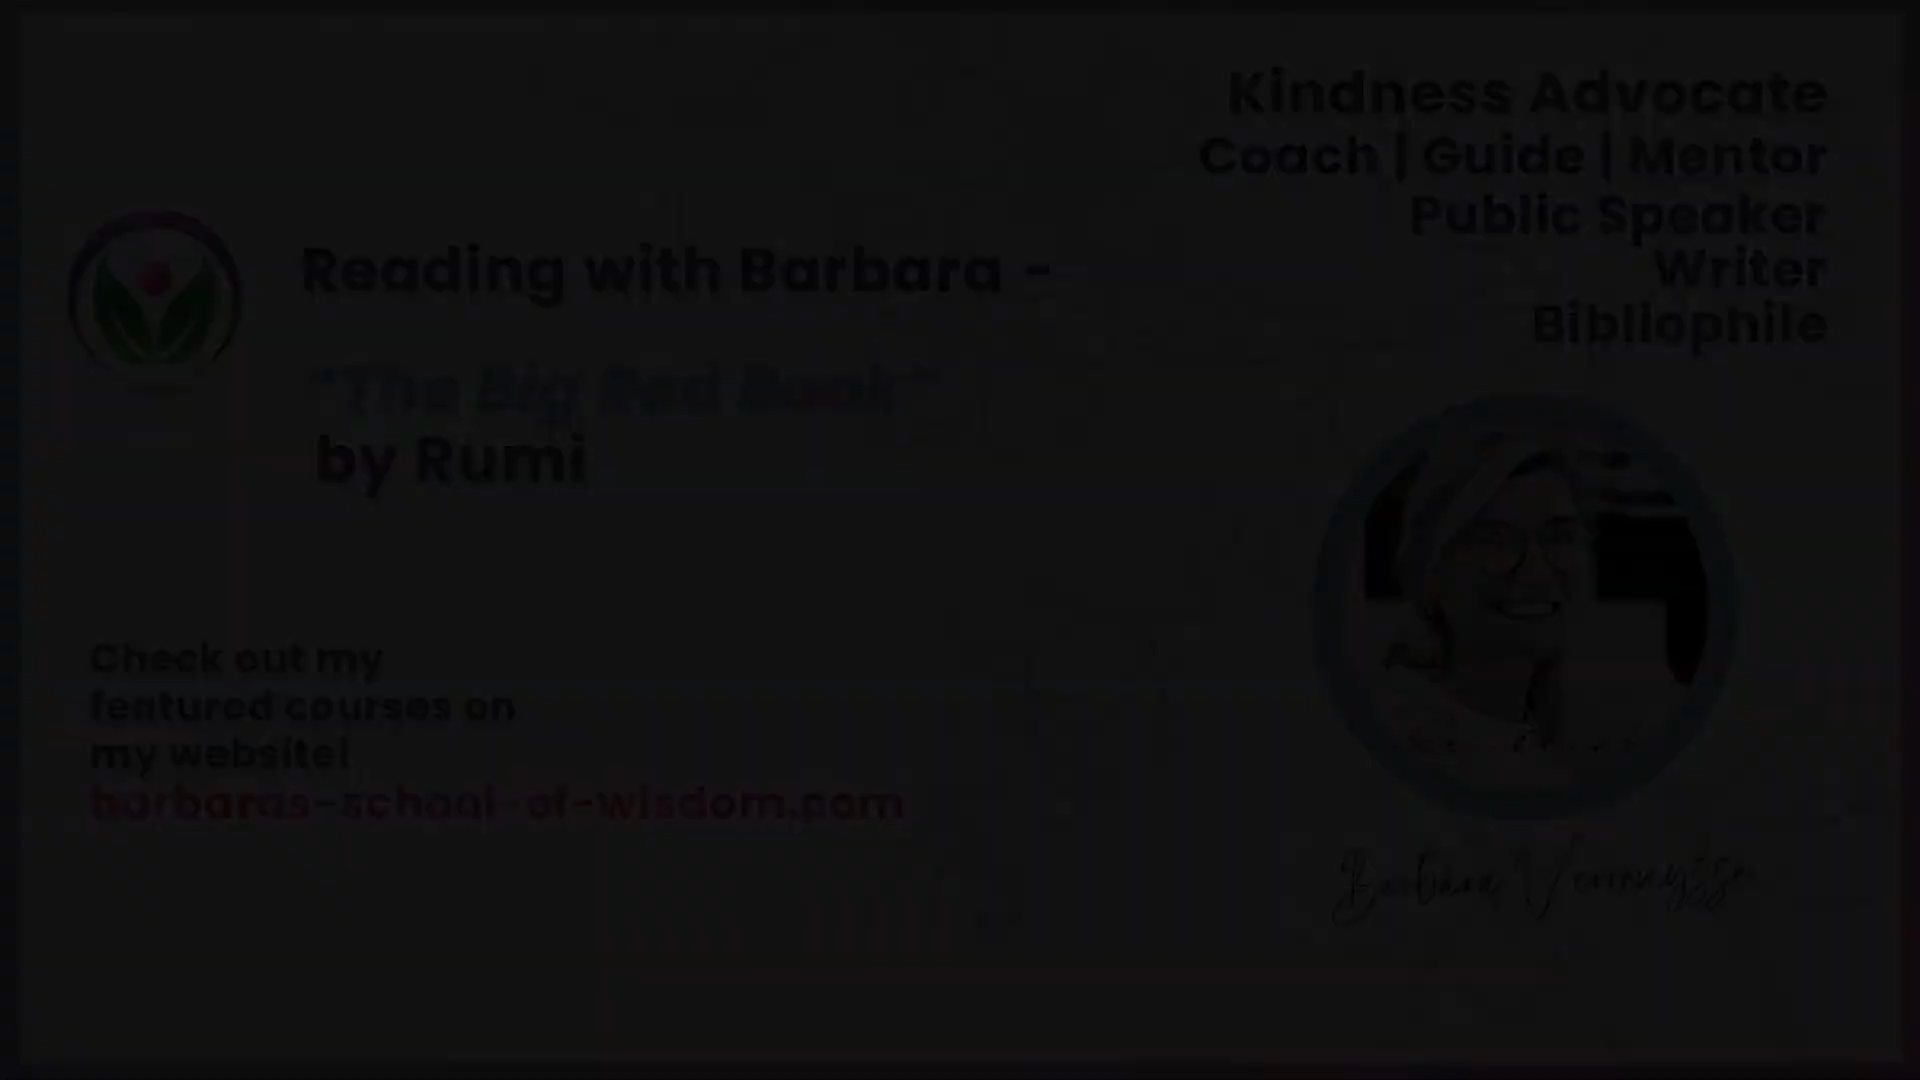 Kindness Advocate
Coach | Guide | Mentor
Public Speaker
Writer
Bibliophile
Reading with Barbara -
"The Big Red Book"
by Rumi
Check out my
featured courses on
my website!
barbaras-school-of-wisdom.com
Barbara